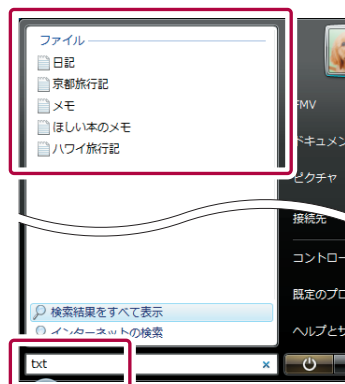 ファイル
日記
京都旅行記
メモ
ほしい本のメモ
ハワイ旅行記
検索結果をすべて表示
インターネットの検索
txt
FMV
ドキュメン
ピクチャ
接続先
コントロー
既定のプロ
ヘルプとサ